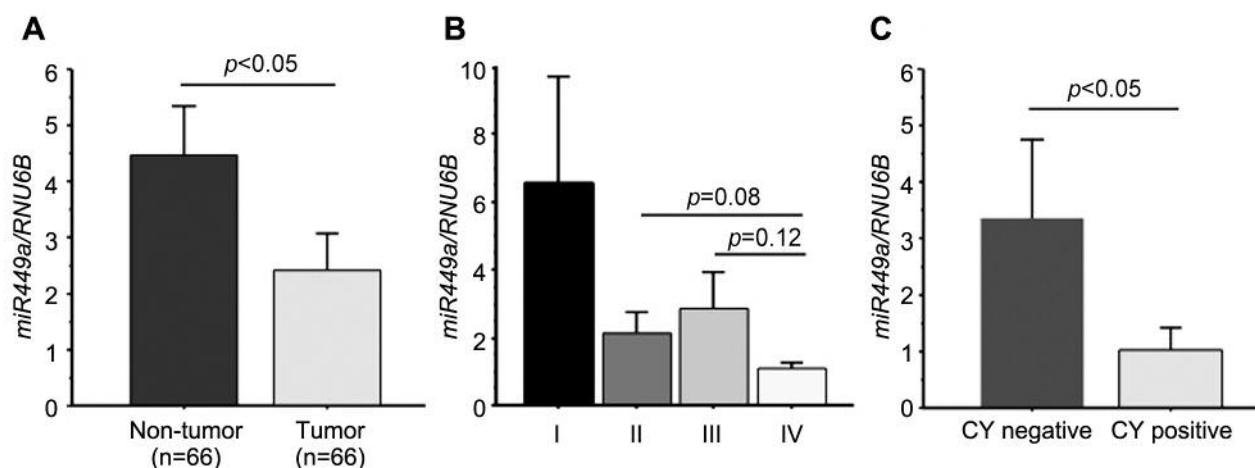 A
miR449a/RNU6B
6
5
4
3
2
1
0
p<0.05
Non-tumor
(n=66)
Tumor
(n=66)
B
miR449a/RNU6B
10
8
6
4
2
0
p=0.08
p=0.12
I
II
III
IV
C
miR449a/RNU6B
6
5
4
3
2
1
0
p<0.05
CY negative
CY positive